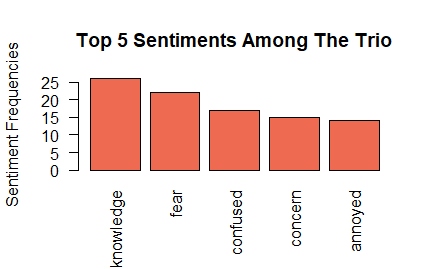 Top 5 Sentiments Among The Trio
Sentiment Frequencies
25
20
15
10
5
0
knowledge
fear
confused
concern
annoyed